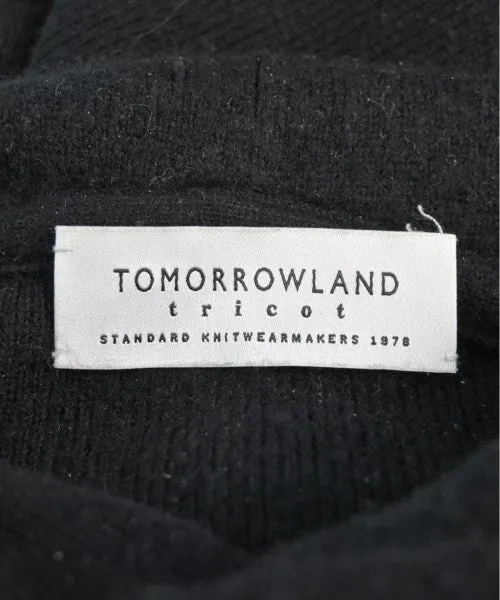 TOMORROWLAND
tricot
STANDARD KNITWEARMAKERS 1978